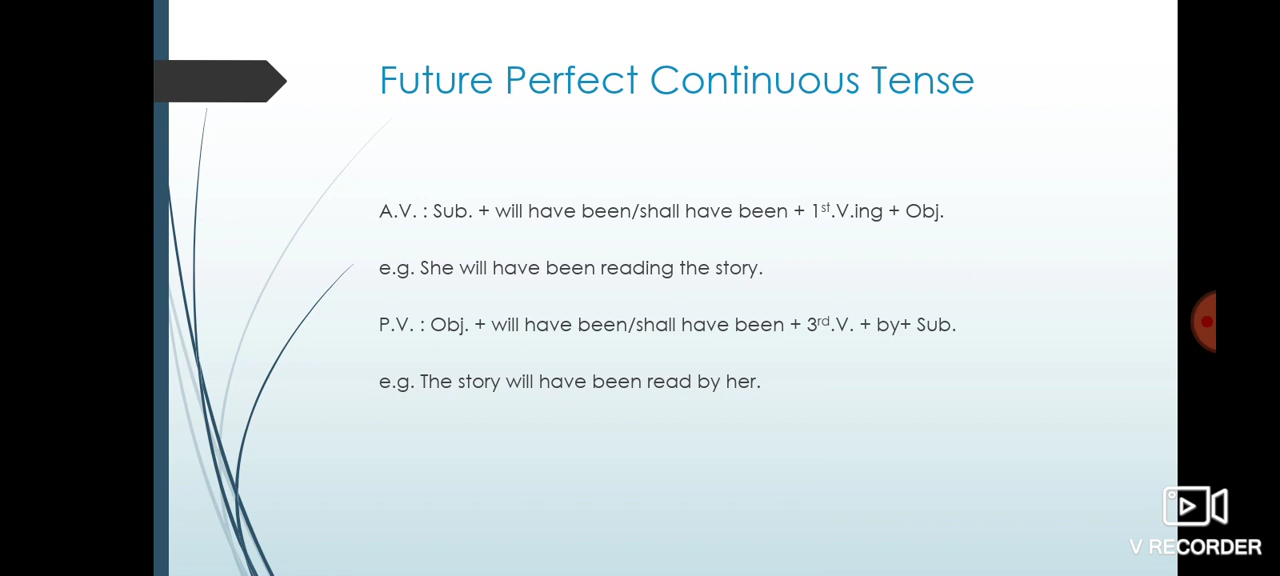 Future Perfect Continuous Tense
A.V. : Sub. + will have been/shall have been + 1st.V.ing + Obj.
e.g. She will have been reading the story.
P.V. : Obj. + will have been/shall have been + 3rd.V. + by+ Sub.
e.g. The story will have been read by her.
V RECORDER